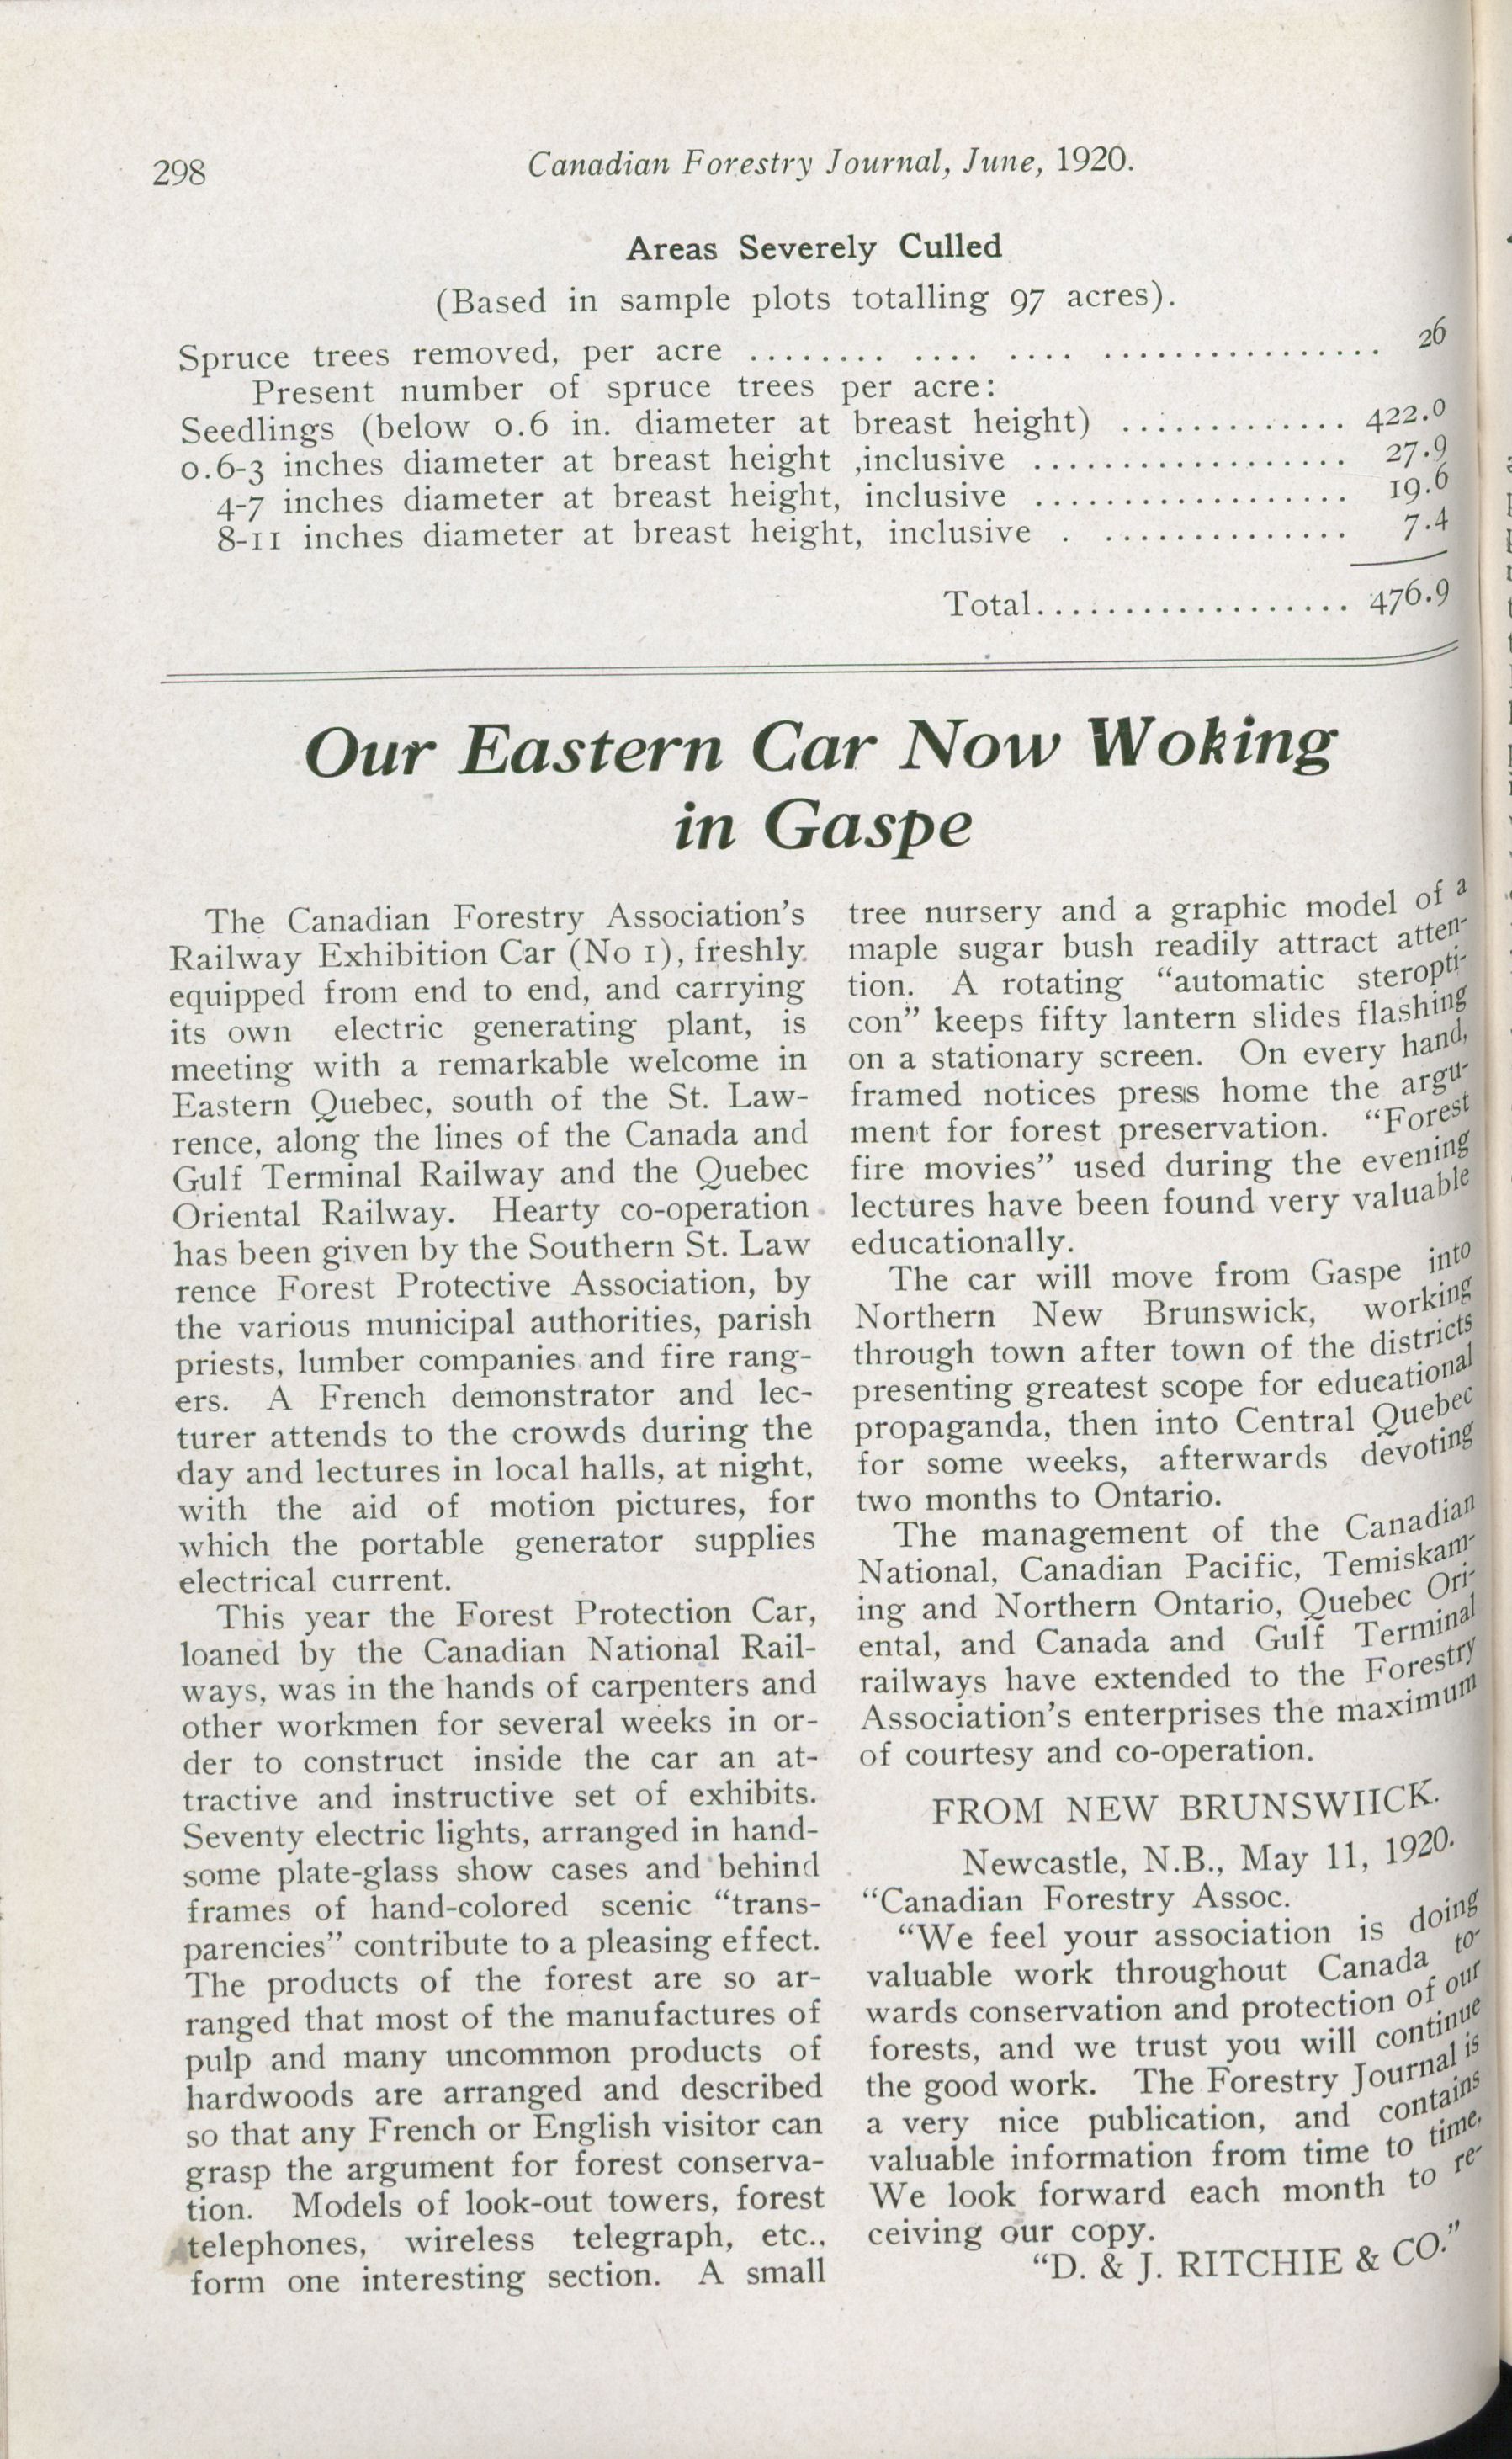 298
Canadian Forestry Journal, June, 1920.
Areas Severely Culled
(Based in sample plots totalling 97 acres).
Spruce trees removed, per acre ........ .... .... ................ 26
Present number of spruce trees per acre:
Seedlings (below 0.6 in. diameter at breast height) ............. 422.0
0.6-3 inches diameter at breast height ,inclusive .................. 27.9
4-7 inches diameter at breast height, inclusive .................. 19.6
8-11 inches diameter at breast height, inclusive . .............. 7.4
Total.................. 476.9
Our Eastern Car Now Woking
in Gaspe
The Canadian Forestry Association's
Railway Exhibition Car (No 1), freshly
equipped from end to end, and carrying
its own electric generating plant, is
meeting with a remarkable welcome in
Eastern Quebec, south of the St. Law-
rence, along the lines of the Canada and
Gulf Terminal Railway and the Quebec
Oriental Railway. Hearty co-operation
has been given by the Southern St. Law
rence Forest Protective Association, by
the various municipal authorities, parish
priests, lumber companies and fire rang-
ers. A French demonstrator and lec-
turer attends to the crowds during the
day and lectures in local halls, at night,
with the aid of motion pictures, for
which the portable generator supplies
electrical current.
This year the Forest Protection Car,
loaned by the Canadian National Rail-
ways, was in the hands of carpenters and
other workmen for several weeks in or-
der to construct inside the car an at-
tractive and instructive set of exhibits.
Seventy electric lights, arranged in hand-
some plate-glass show cases and behind
frames of hand-colored scenic "trans-
parencies" contribute to a pleasing effect.
The products of the forest are so ar-
ranged that most of the manufactures of
pulp and many uncommon products of
hardwoods are arranged and described
so that any French or English visitor can
grasp the argument for forest conserva-
tion. Models of look-out towers, forest
telephones, wireless telegraph, etc.,
form one interesting section. A small
tree nursery and a graphic model of a
maple sugar bush readily attract atten-
tion. A rotating "automatic steropti-
con" keeps fifty lantern slides flashing
on a stationary screen. On every hand,
framed notices press home the argu-
ment for forest preservation. "Forest
fire movies" used during the evening
lectures have been found very valuable
educationally.
The car will move from Gaspe into
Northern New Brunswick, working
through town after town of the districts
presenting greatest scope for educational
propaganda, then into Central Quebec
for some weeks, afterwards devoting
two months to Ontario.
The management of the Canadian
National, Canadian Pacific, Temiskam-
ing and Northern Ontario, Quebec Ori-
ental, and Canada and Gulf Terminal
railways have extended to the Forestry
Association's enterprises the maximum
of courtesy and co-operation.
FROM NEW BRUNSWIICK.
Newcastle, N.B., May 11, 1920.
"Canadian Forestry Assoc.
"We feel your association is doing
valuable work throughout Canada to-
wards conservation and protection of our
forests, and we trust you will continue
the good work. The Forestry Journal is
a very nice publication, and contains
valuable information from time to time,
We look forward each month to re-
ceiving our copy.
"D. & J. RITCHIE & CO."